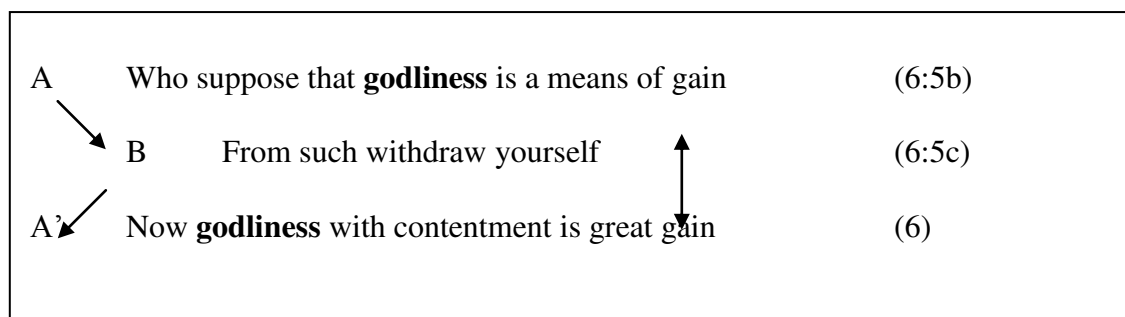 A Who suppose that godliness is a means of gain (6:5b)
B From such withdraw yourself (6:5c)
A’ Now godliness with contentment is great gain (6)